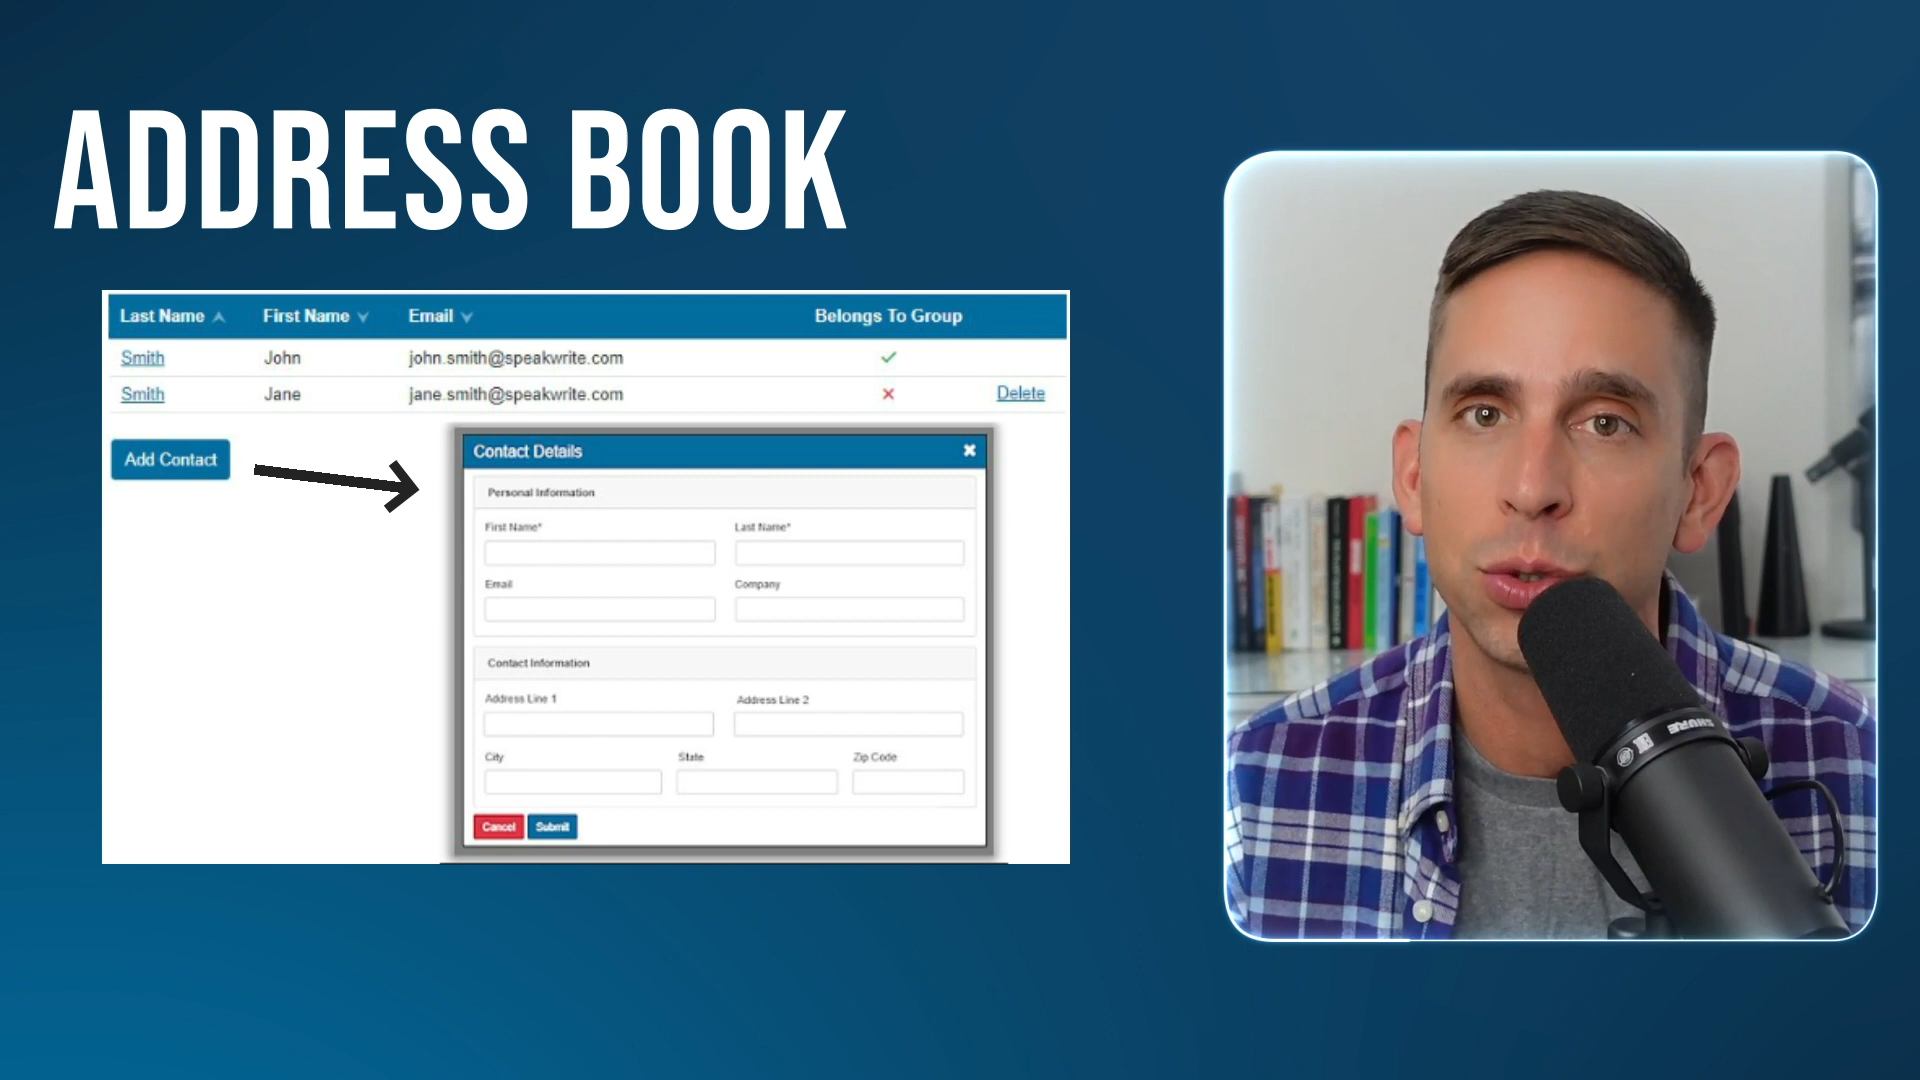 ADDRESS BOOK
Last Name First Name Email Belongs To Group
Smith John john.smith@speakwrite.com
Smith Jane jane.smith@speakwrite.com Delete
Add Contact
Contact Details
Personal Information
First Name* Last Name*
Email Company
Contact Information
Address Line 1 Address Line 2
City State Zip Code
Cancel Submit
SHURE